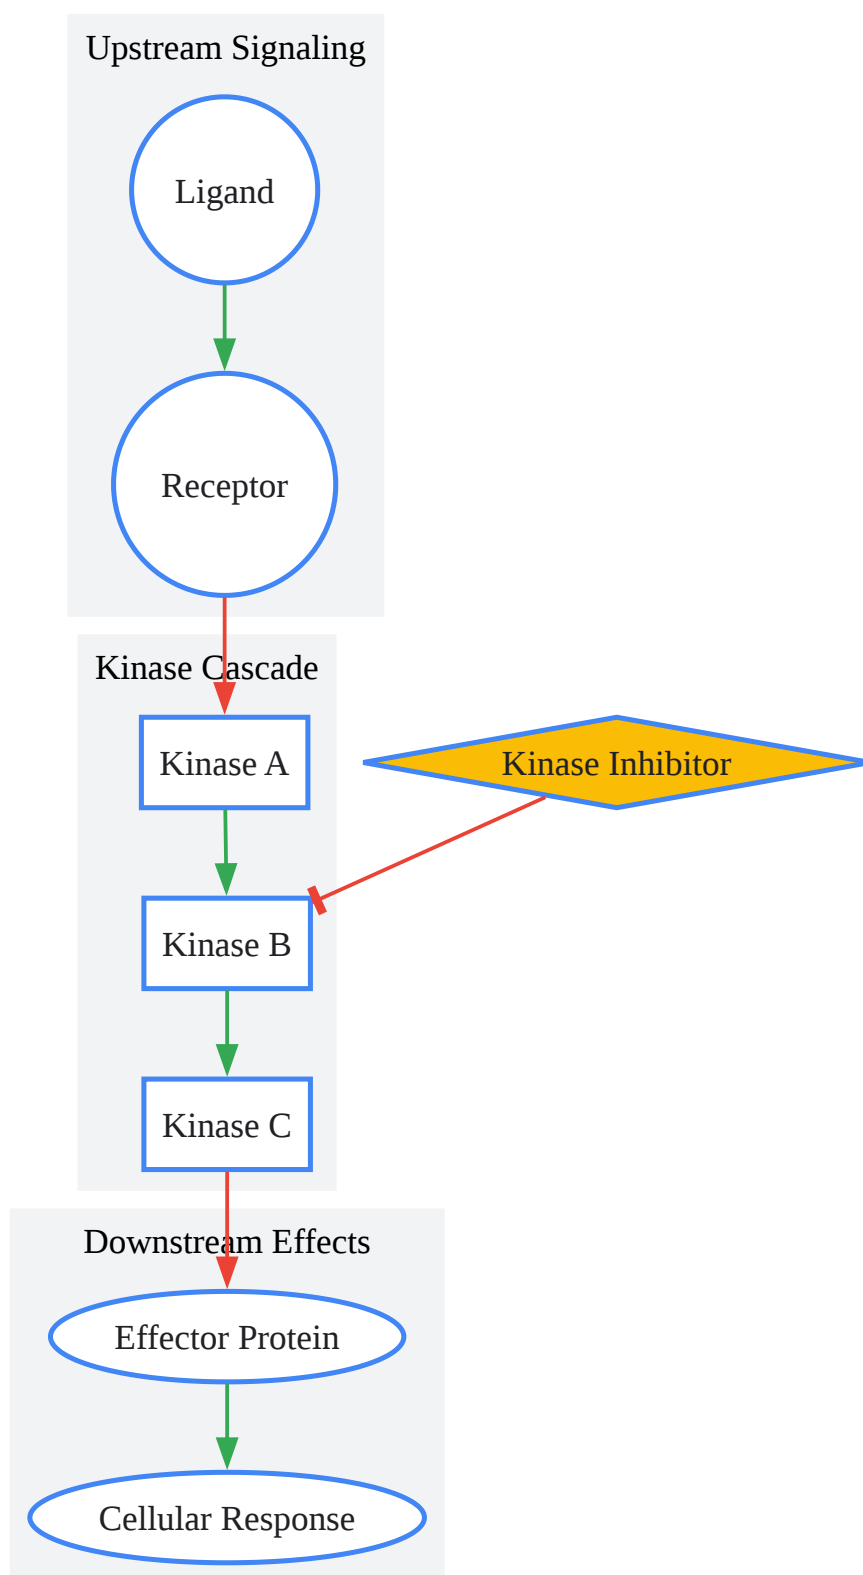 Upstream Signaling
Ligand
Receptor
Kinase Cascade
Kinase A
Kinase Inhibitor
Kinase B
Kinase C
Downstream Effects
Effector Protein
Cellular Response